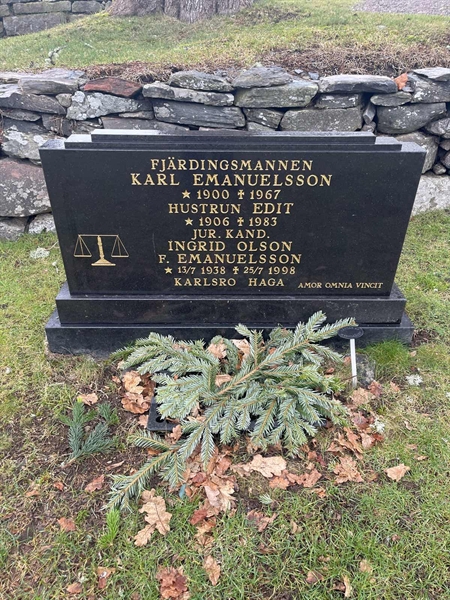 FJÄRDINGSMANNEN
KARL EMANUELSSON
★ 1900 ✝ 1967
HUSTRUN EDIT
★ 1906 ✝ 1983
JUR. KAND.
INGRID OLSON
F. EMANUELSSON
★ 13/7 1938 ✝ 25/7 1998
KARLSRO HAGA AMOR OMNIA VINCIT